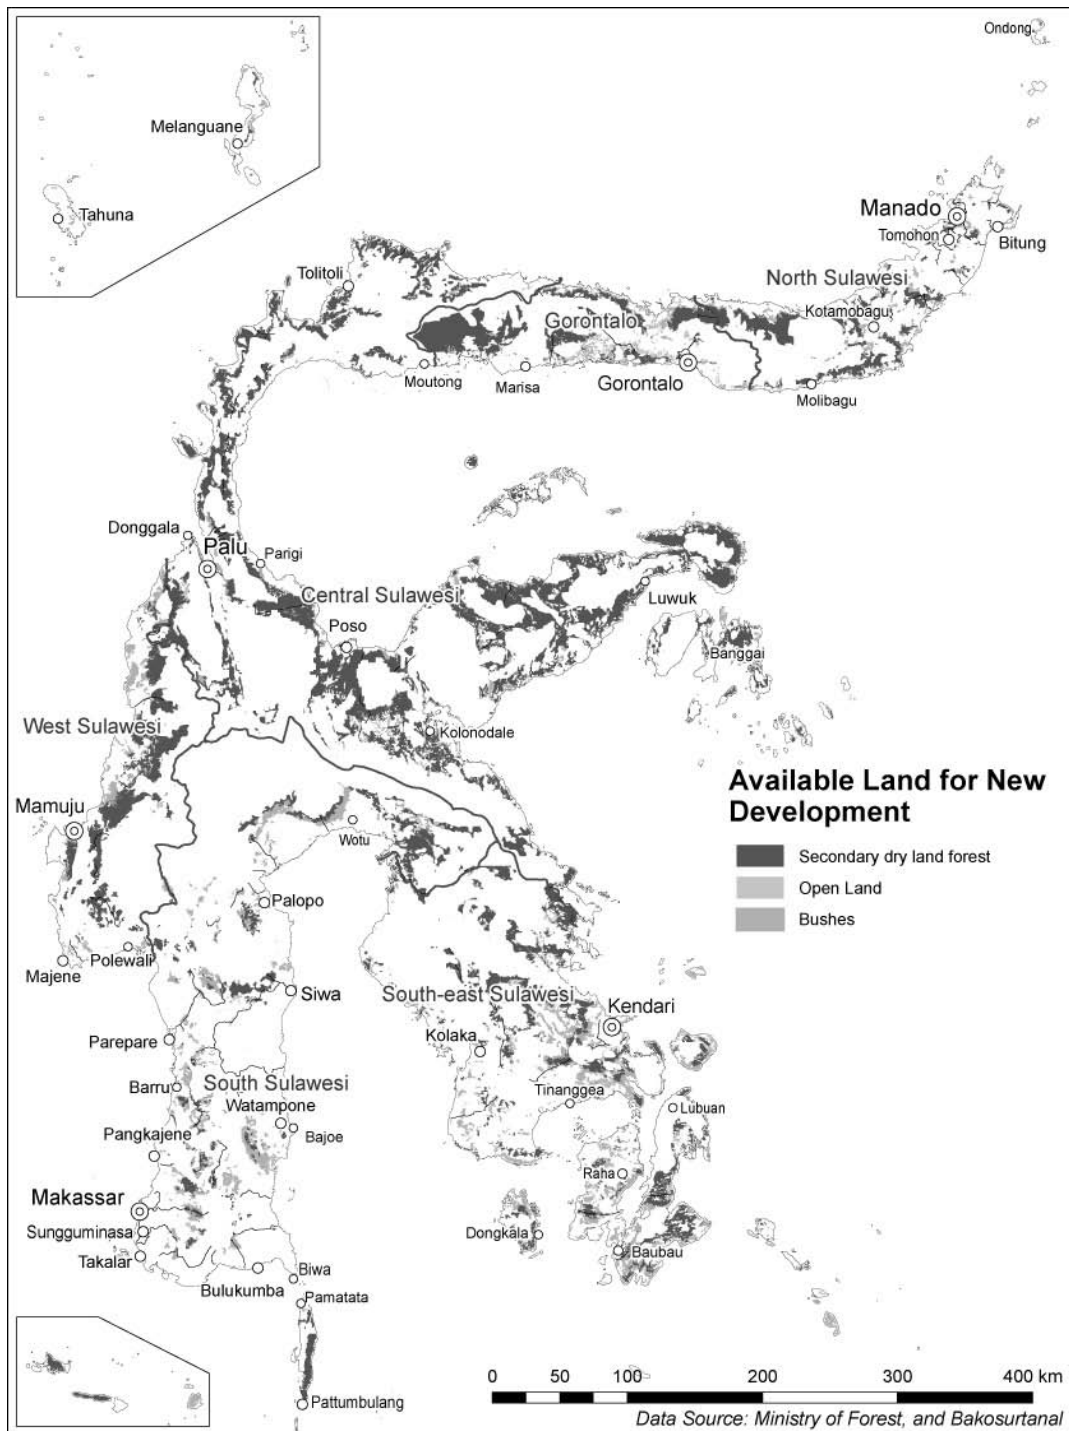 Ondong
Melanguane
Tahuna
Manado
Tomohon
Bitung
North Sulawesi
Tolitoli
Kotamobagu
Gorontalo
Moutong
Marisa
Gorontalo
Molibagu
Donggala
Palu
Parigi
Central Sulawesi
Luwuk
Poso
Banggai
West Sulawesi
Kolonodale
Available Land for New
Development
Mamuju
Wotu
Secondary dry land forest
Open Land
Bushes
Palopo
Polewali
Majene
Siwa
South-east Sulawesi
Kendari
Parepare
Kolaka
Barru
South Sulawesi
Tinanggea
Watampone
Lubuan
Bajoe
Pangkajene
Raha
Makassar
Sungguminasa
Dongkala
Takalar
Baubau
Biwa
Bulukumba
Pamatata
0 50 100 200 300 400 km
Pattumbulang
Data Source: Ministry of Forest, and Bakosurtanal